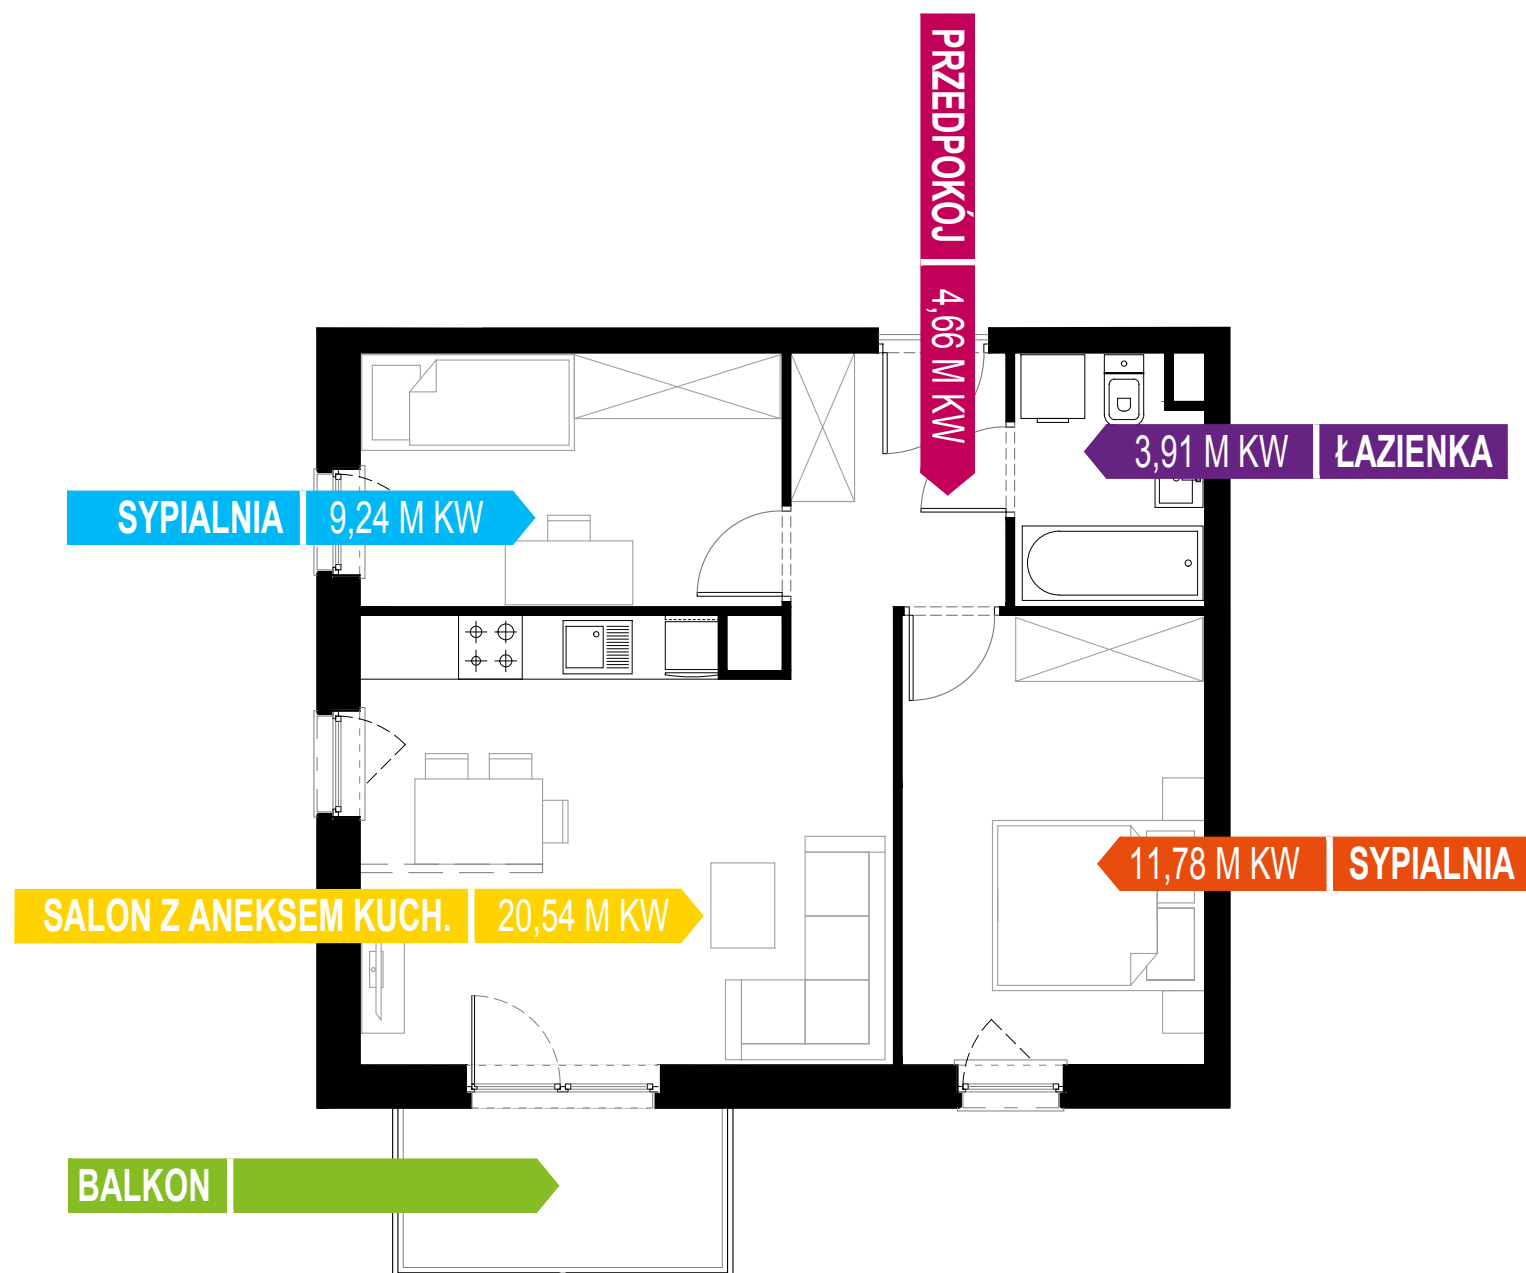 PRZEDPOKÓJ 4,66 M KW
3,91 M KW ŁAZIENKA
SYPIALNIA 9,24 M KW
11,78 M KW SYPIALNIA
SALON Z ANEKSEM KUCH. 20,54 M KW
BALKON